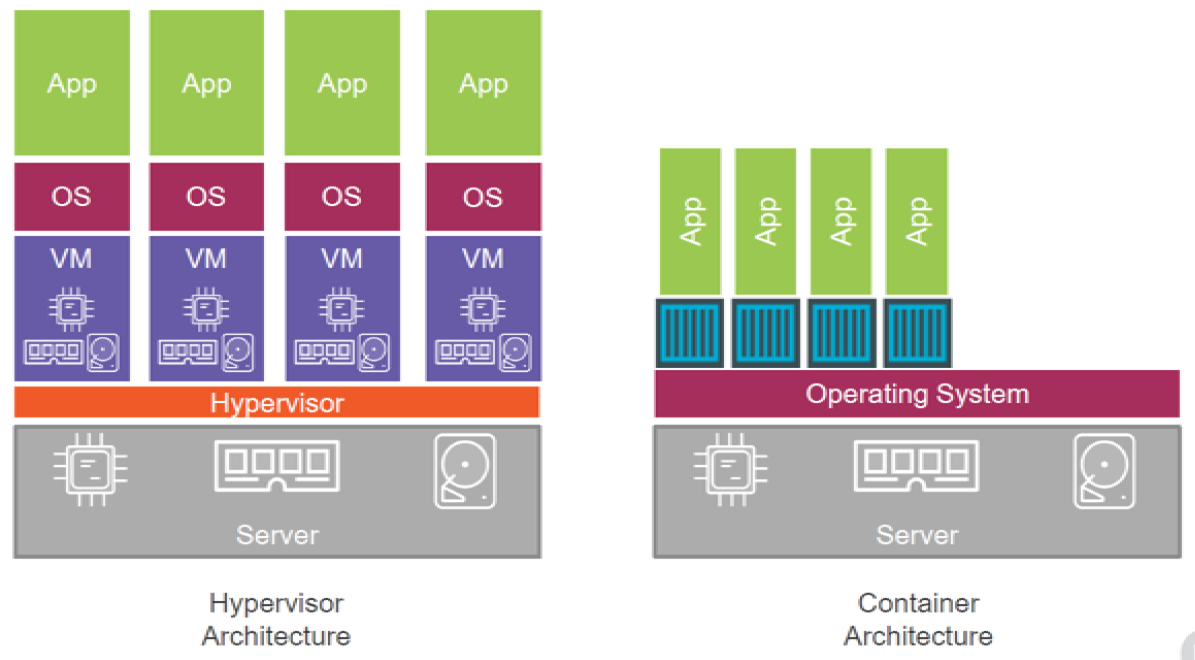 App App App App
OS OS OS OS
VM VM VM VM
Hypervisor
Server
Hypervisor
Architecture
App App App App
Operating System
Server
Container
Architecture